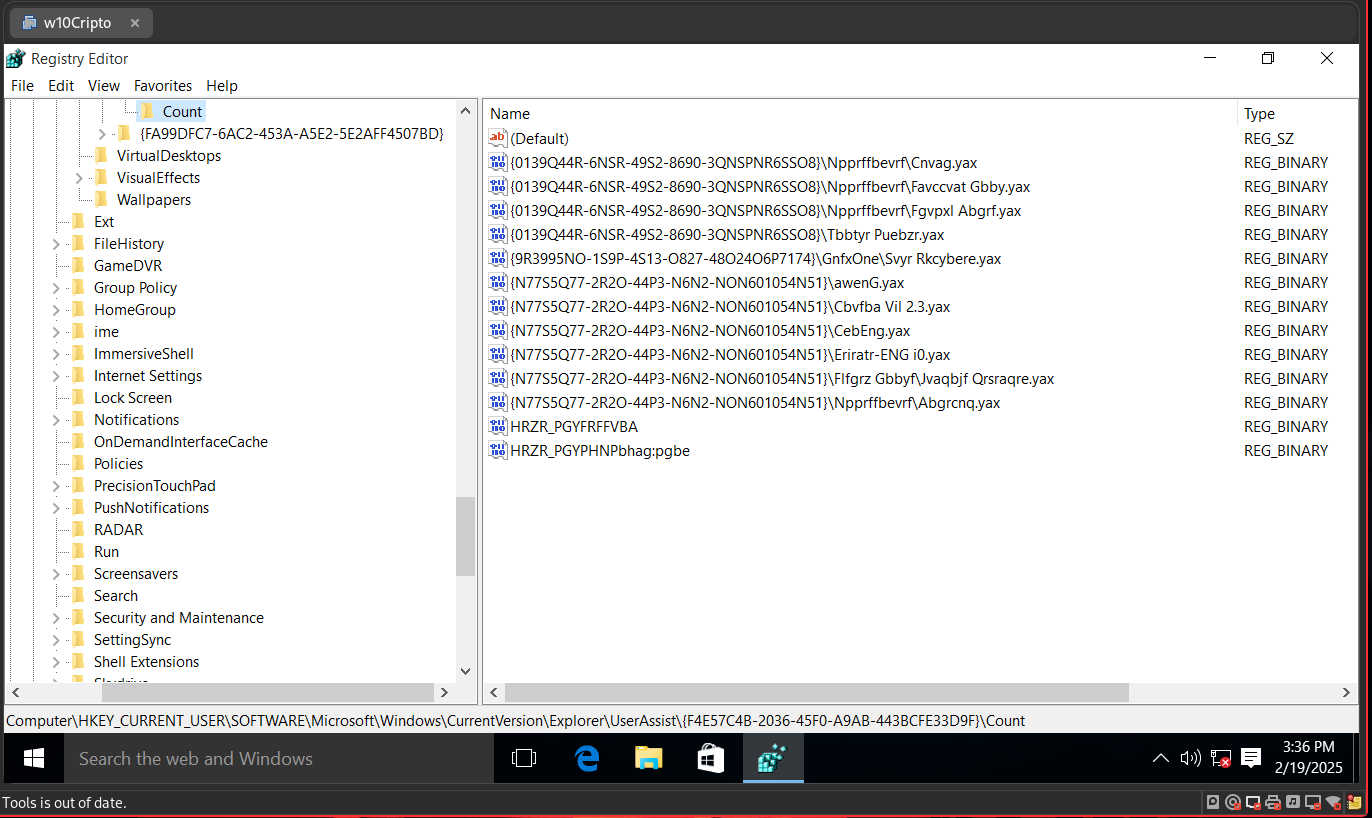 w10Cripto
Registry Editor
File Edit View Favorites Help
Count
{FA99DFC7-6AC2-453A-A5E2-5E2AFF4507BD}
VirtualDesktops
VisualEffects
Wallpapers
Ext
FileHistory
GameDVR
Group Policy
HomeGroup
ime
ImmersiveShell
Internet Settings
Lock Screen
Notifications
OnDemandInterfaceCache
Policies
PrecisionTouchPad
PushNotifications
RADAR
Run
Screensavers
Search
Security and Maintenance
SettingSync
Shell Extensions
Name Type
(Default) REG_SZ
{0139Q44R-6NSR-49S2-8690-3QNSPNR6SSO8}\Npprffbevrf\Cnvag.yax REG_BINARY
{0139Q44R-6NSR-49S2-8690-3QNSPNR6SSO8}\Npprffbevrf\Favccvat Gbby.yax REG_BINARY
{0139Q44R-6NSR-49S2-8690-3QNSPNR6SSO8}\Npprffbevrf\Fgvpxl Abgrf.yax REG_BINARY
{0139Q44R-6NSR-49S2-8690-3QNSPNR6SSO8}\Tbbtyr Puebzr.yax REG_BINARY
{9R3995NO-1S9P-4S13-O827-48O24O6P7174}\GnfxOne\Svyr Rkcybere.yax REG_BINARY
{N77S5Q77-2R2O-44P3-N6N2-NON601054N51}\awenG.yax REG_BINARY
{N77S5Q77-2R2O-44P3-N6N2-NON601054N51}\Cbvfba Vil 2.3.yax REG_BINARY
{N77S5Q77-2R2O-44P3-N6N2-NON601054N51}\CebEng.yax REG_BINARY
{N77S5Q77-2R2O-44P3-N6N2-NON601054N51}\Eriratr-ENG i0.yax REG_BINARY
{N77S5Q77-2R2O-44P3-N6N2-NON601054N51}\Flfgrz Gbbyf\Jvaqbjf Qrsraqre.yax REG_BINARY
{N77S5Q77-2R2O-44P3-N6N2-NON601054N51}\Npprffbevrf\Abgrcnq.yax REG_BINARY
HRZR_PGYFRFFVBA REG_BINARY
HRZR_PGYPHNPbhag:pgbe REG_BINARY
Computer\HKEY_CURRENT_USER\SOFTWARE\Microsoft\Windows\CurrentVersion\Explorer\UserAssist\{F4E57C4B-2036-45F0-A9AB-443BCFE33D9F}\Count
Search the web and Windows
3:36 PM
2/19/2025
Tools is out of date.